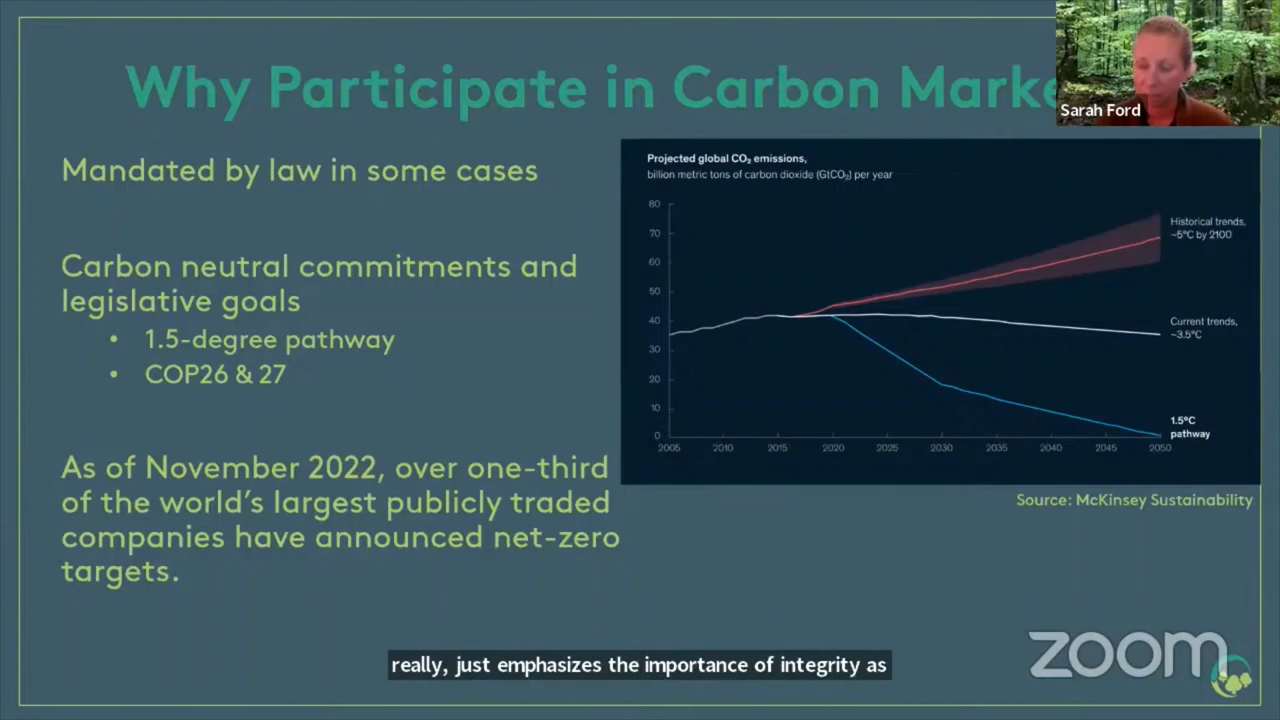 Why Participate in Carbon Marke
Sarah Ford
Mandated by law in some cases
Carbon neutral commitments and
legislative goals
• 1.5-degree pathway
• COP26 & 27
As of November 2022, over one-third
of the world's largest publicly traded
companies have announced net-zero
targets.
Projected global CO₂ emissions,
billion metric tons of carbon dioxide (GtCO₂) per year
80
70
60
50
40
30
20
10
0
2005 2010 2015 2020 2025 2030 2035 2040 2045 2050
Historical trends,
~5°C by 2100
Current trends,
~3.5°C
1.5°C
pathway
Source: McKinsey Sustainability
really, just emphasizes the importance of integrity as
zoom